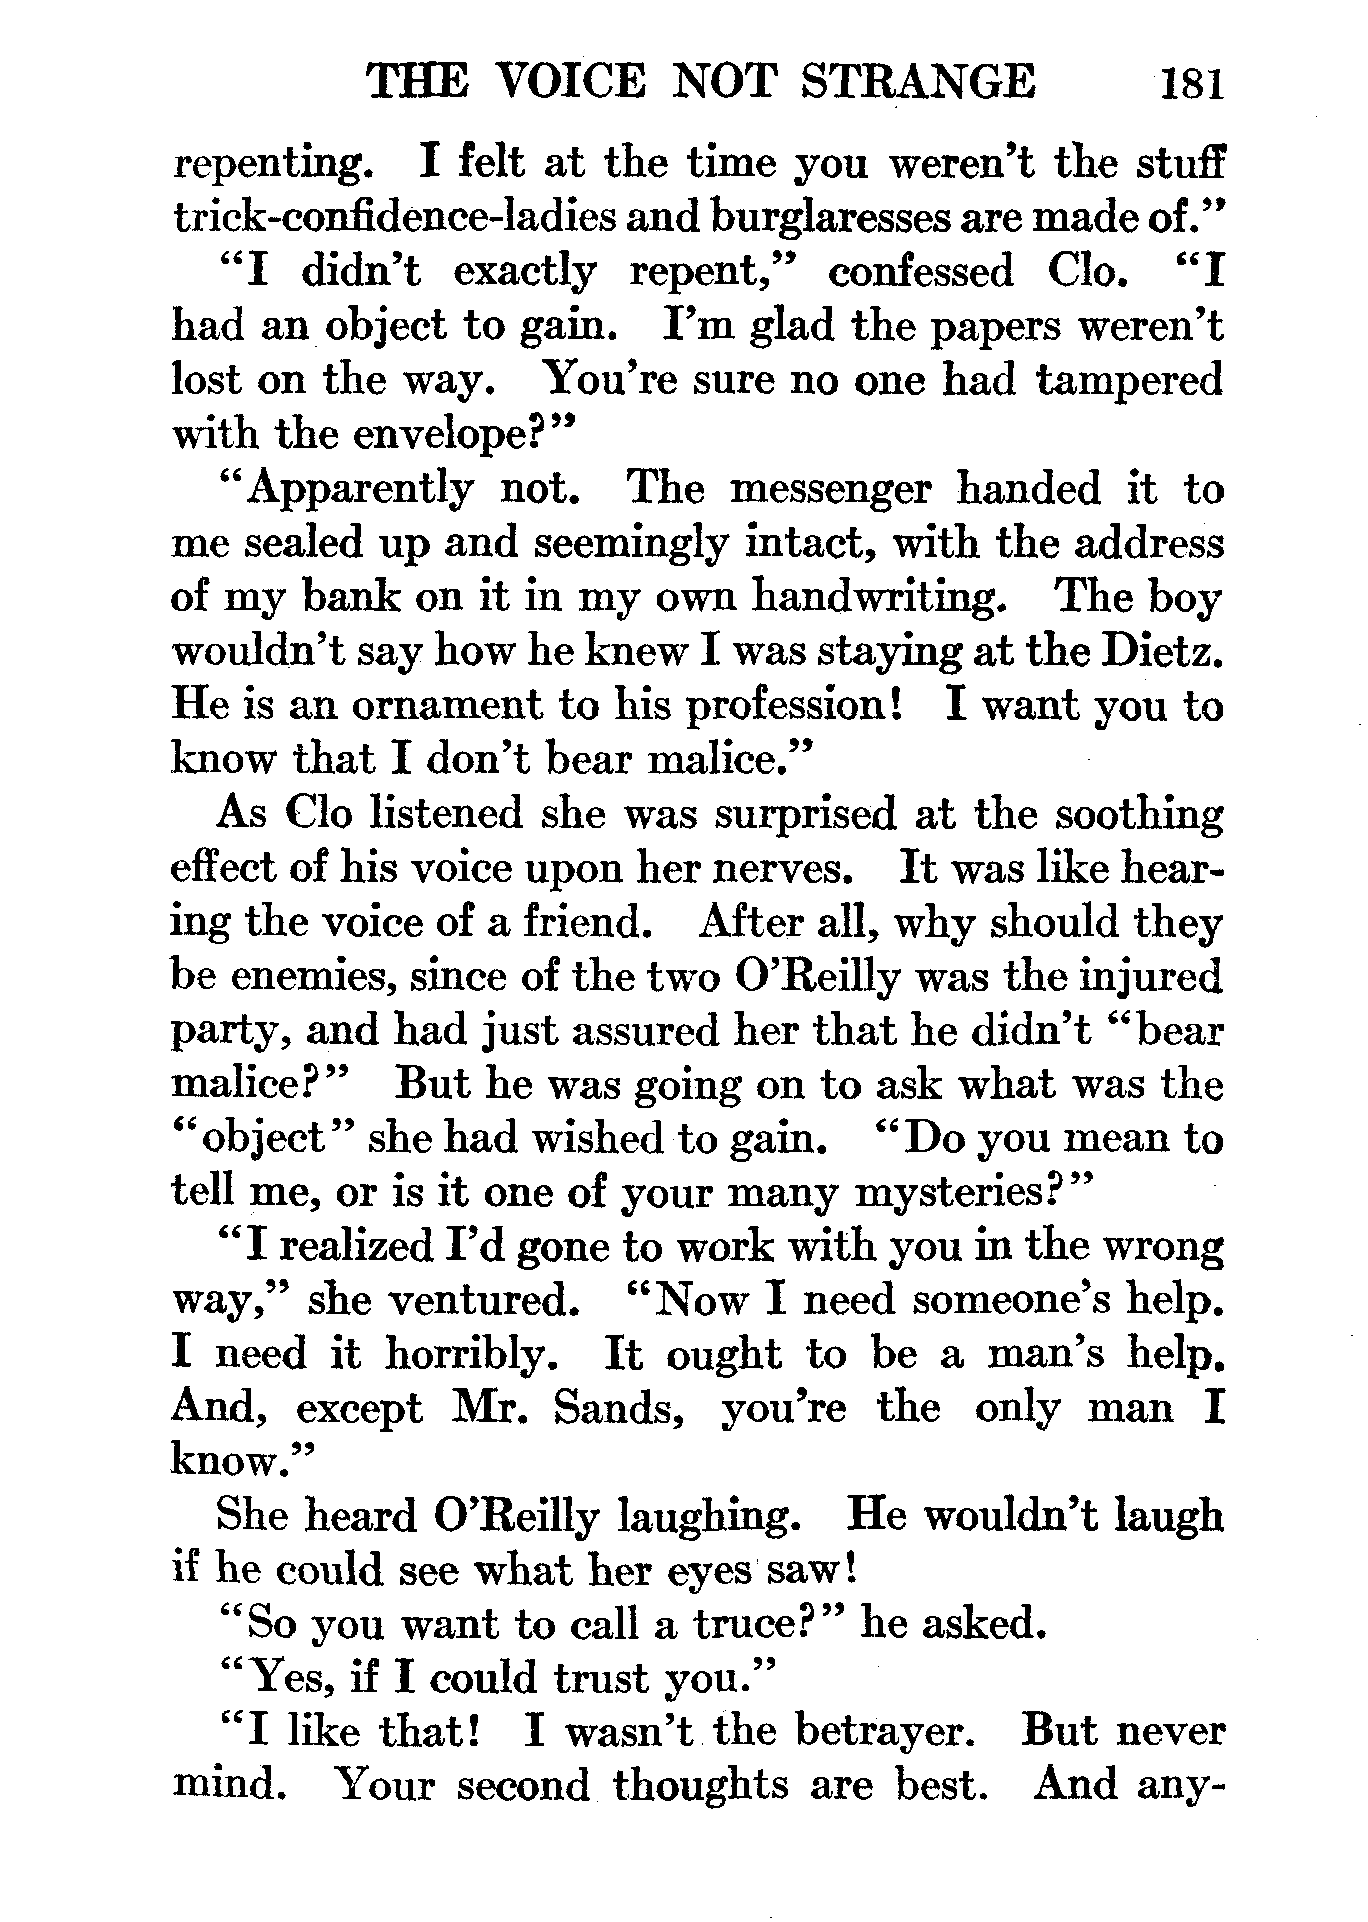 THE VOICE NOT STRANGE 181
repenting. I felt at the time you weren't the stuff
trick-confidence-ladies and burglaresses are made of."
"I didn't exactly repent," confessed Clo. "I
had an object to gain. I'm glad the papers weren't
lost on the way. You're sure no one had tampered
with the envelope?"
"Apparently not. The messenger handed it to
me sealed up and seemingly intact, with the address
of my bank on it in my own handwriting. The boy
wouldn't say how he knew I was staying at the Dietz.
He is an ornament to his profession! I want you to
know that I don't bear malice."
As Clo listened she was surprised at the soothing
effect of his voice upon her nerves. It was like hear-
ing the voice of a friend. After all, why should they
be enemies, since of the two O'Reilly was the injured
party, and had just assured her that he didn't "bear
malice?" But he was going on to ask what was the
"object" she had wished to gain. "Do you mean to
tell me, or is it one of your many mysteries?"
"I realized I'd gone to work with you in the wrong
way," she ventured. "Now I need someone's help.
I need it horribly. It ought to be a man's help.
And, except Mr. Sands, you're the only man I
know."
She heard O'Reilly laughing. He wouldn't laugh
if he could see what her eyes saw!
"So you want to call a truce?" he asked.
"Yes, if I could trust you."
"I like that! I wasn't the betrayer. But never
mind. Your second thoughts are best. And any-